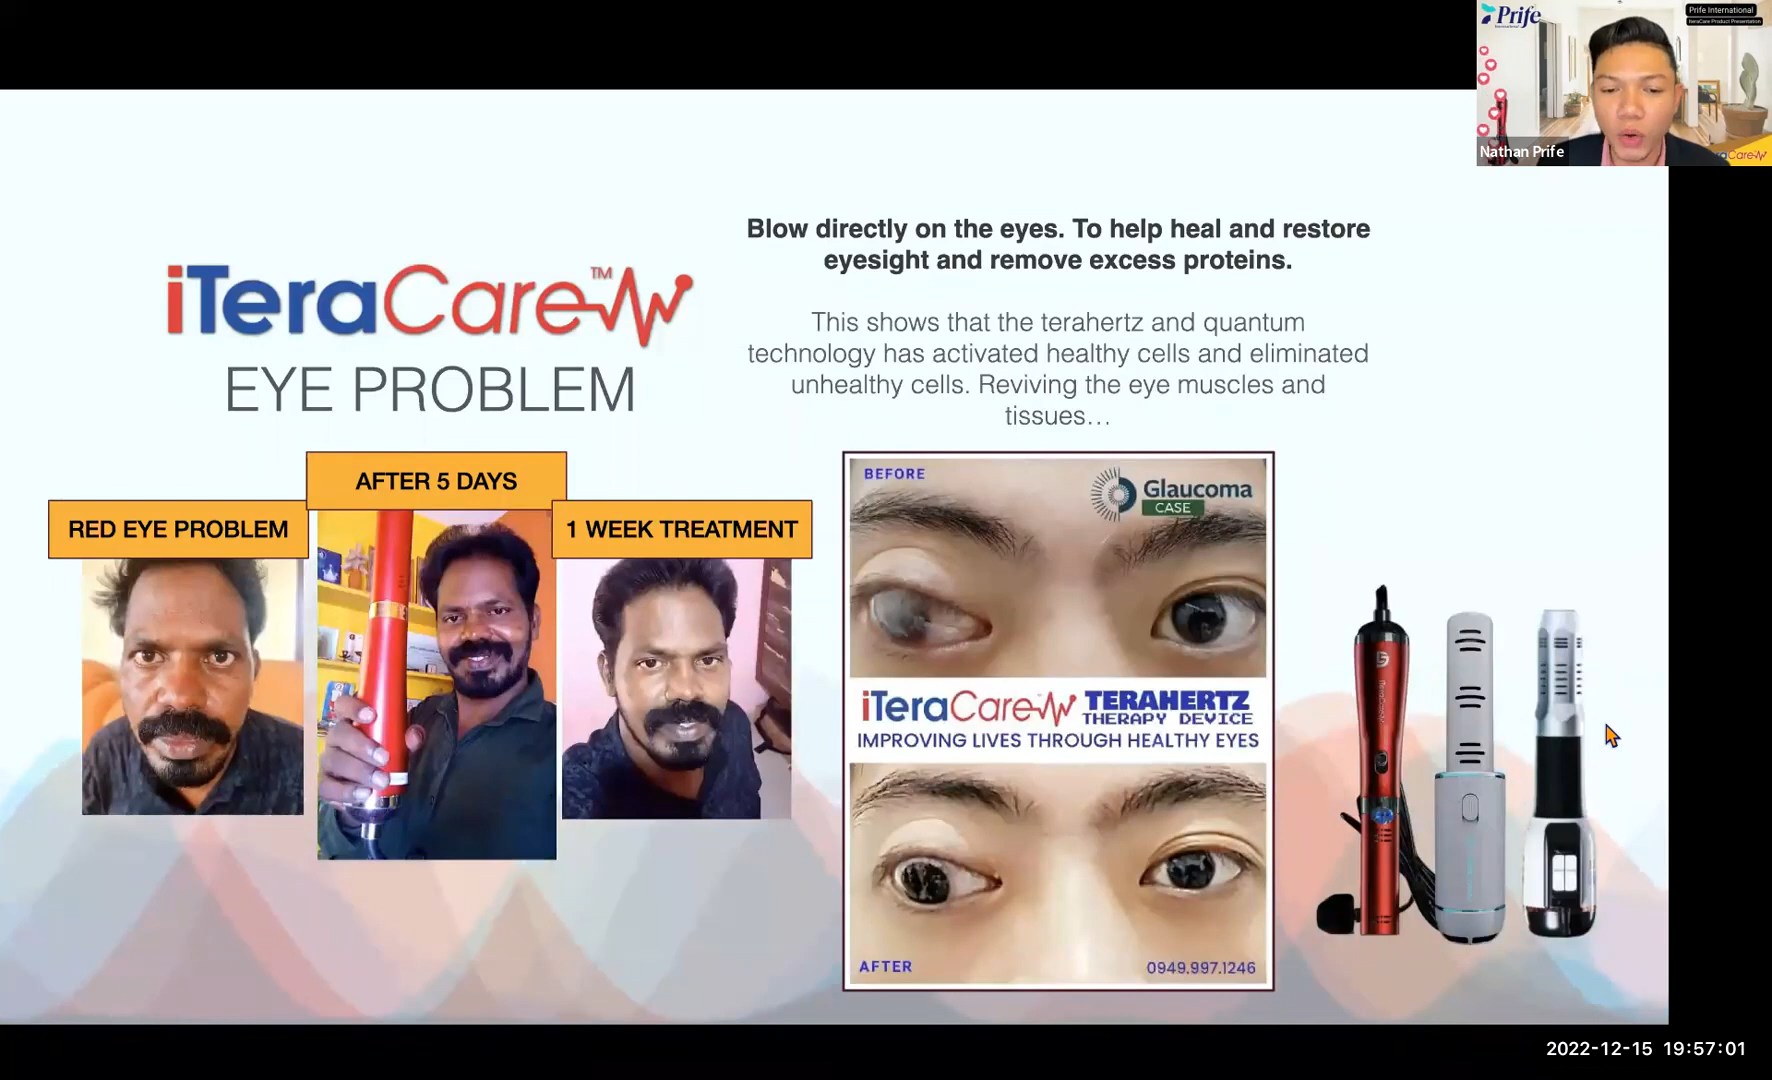 Prife
Prife International
iTeraCare Product Presentation
Nathan Prife
iTeraCare™
EYE PROBLEM
Blow directly on the eyes. To help heal and restore
eyesight and remove excess proteins.
This shows that the terahertz and quantum
technology has activated healthy cells and eliminated
unhealthy cells. Reviving the eye muscles and
tissues…
RED EYE PROBLEM
AFTER 5 DAYS
1 WEEK TREATMENT
BEFORE
Glaucoma
CASE
iTeraCare TERAHERTZ
THERAPY DEVICE
IMPROVING LIVES THROUGH HEALTHY EYES
AFTER
0949.997.1246
2022-12-15 19:57:01